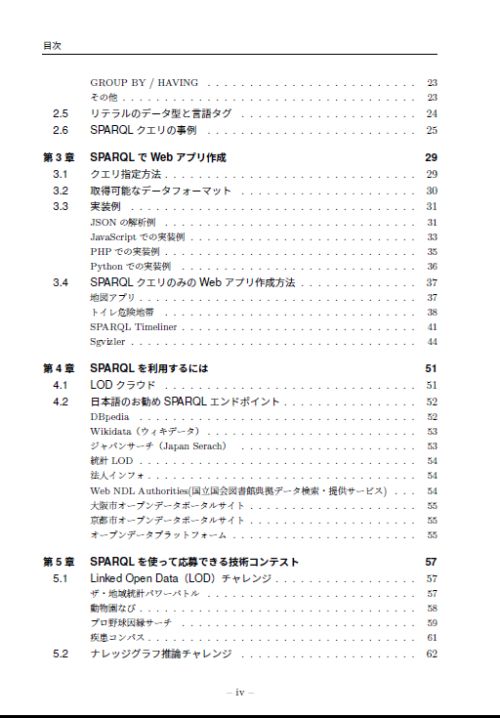 目次
GROUP BY / HAVING . . . . . . . . . . . . . . . . . . . . . . . . 23
その他 . . . . . . . . . . . . . . . . . . . . . . . . 23
2.5 リテラルのデータ型と言語タグ . . . . . . . . . . . . . . . . 24
2.6 SPARQL クエリの事例 . . . . . . . . . . . . . . . . 25
第 3 章 SPARQL で Web アプリ作成 29
3.1 クエリ指定方法 . . . . . . . . . . . . . . . . 29
3.2 取得可能なデータフォーマット . . . . . . . . . . . . . . . . 30
3.3 実装例 . . . . . . . . . . . . . . . . 31
JSON の解析例 . . . . . . . . . . . . . . . . 31
JavaScript での実装例 . . . . . . . . . . . . . . . . 33
PHP での実装例 . . . . . . . . . . . . . . . . 35
Python での実装例 . . . . . . . . . . . . . . . . 36
3.4 SPARQL クエリのみの Web アプリ作成方法 . . . . . . . . . . 37
地図アプリ . . . . . . . . . . . . . . . . 37
トイレ危険地帯 . . . . . . . . . . . . . . . . 38
SPARQL Timeliner . . . . . . . . . . . . . . . . 41
Sgvizler . . . . . . . . . . . . . . . . 44
第 4 章 SPARQL を利用するには 51
4.1 LOD クラウド . . . . . . . . . . . . . . . . 51
4.2 日本語のお勧め SPARQL エンドポイント . . . . . . . . . . 52
DBpedia . . . . . . . . . . . . . . . . 52
Wikidata（ウィキデータ） . . . . . . . . . . . . . . . . 53
ジャパンサーチ（Japan Serach） . . . . . . . . . . . . . . . . 53
統計 LOD . . . . . . . . . . . . . . . . 54
法人インフォ . . . . . . . . . . . . . . . . 54
Web NDL Authorities(国立国会図書館典拠データ検索・提供サービス) . . . 54
大阪市オープンデータポータルサイト . . . . . . . . . . . . . . . . 55
京都市オープンデータポータルサイト . . . . . . . . . . . . . . . . 55
オープンデータプラットフォーム . . . . . . . . . . . . . . . . 55
第 5 章 SPARQL を使って応募できる技術コンテスト 57
5.1 Linked Open Data（LOD）チャレンジ . . . . . . . . . . . . 57
ザ・地域統計パワーバトル . . . . . . . . . . . . . . . . 57
動物園なび . . . . . . . . . . . . . . . . 58
プロ野球因縁サーチ . . . . . . . . . . . . . . . . 59
疾患コンパス . . . . . . . . . . . . . . . . 61
5.2 ナレッジグラフ推論チャレンジ . . . . . . . . . . . . . . . . 62
– iv –